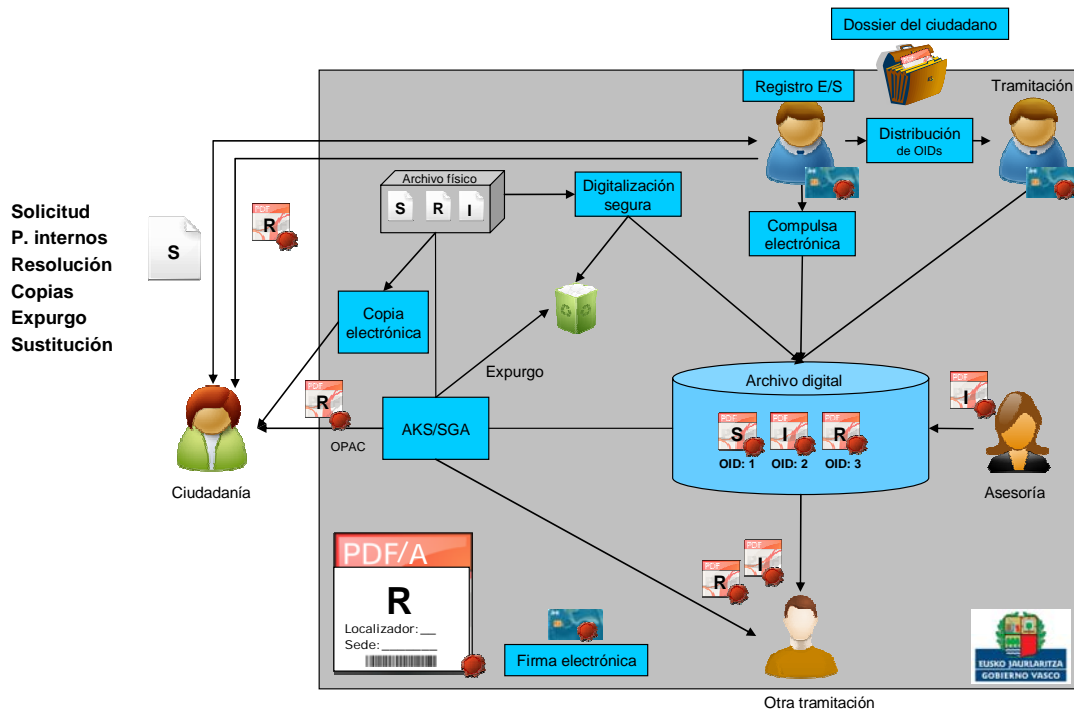 Dossier del ciudadano
Registro E/S
Tramitación
Distribución
de OIDs
Archivo físico
S R I
Digitalización
segura
Compulsa
electrónica
Solicitud
P. internos
Resolución
Copias
Expurgo
Sustitución
S
PDF
R
Copia
electrónica
Expurgo
Archivo digital
PDF
S
PDF
I
PDF
R
OID: 1 OID: 2 OID: 3
PDF
I
Asesoría
PDF
R
OPAC
AKS/SGA
Ciudadanía
PDF/A
R
Localizador: __
Sede: ________
Firma electrónica
PDF
R
PDF
I
Otra tramitación
EUSKO JAURLARITZA
GOBIERNO VASCO